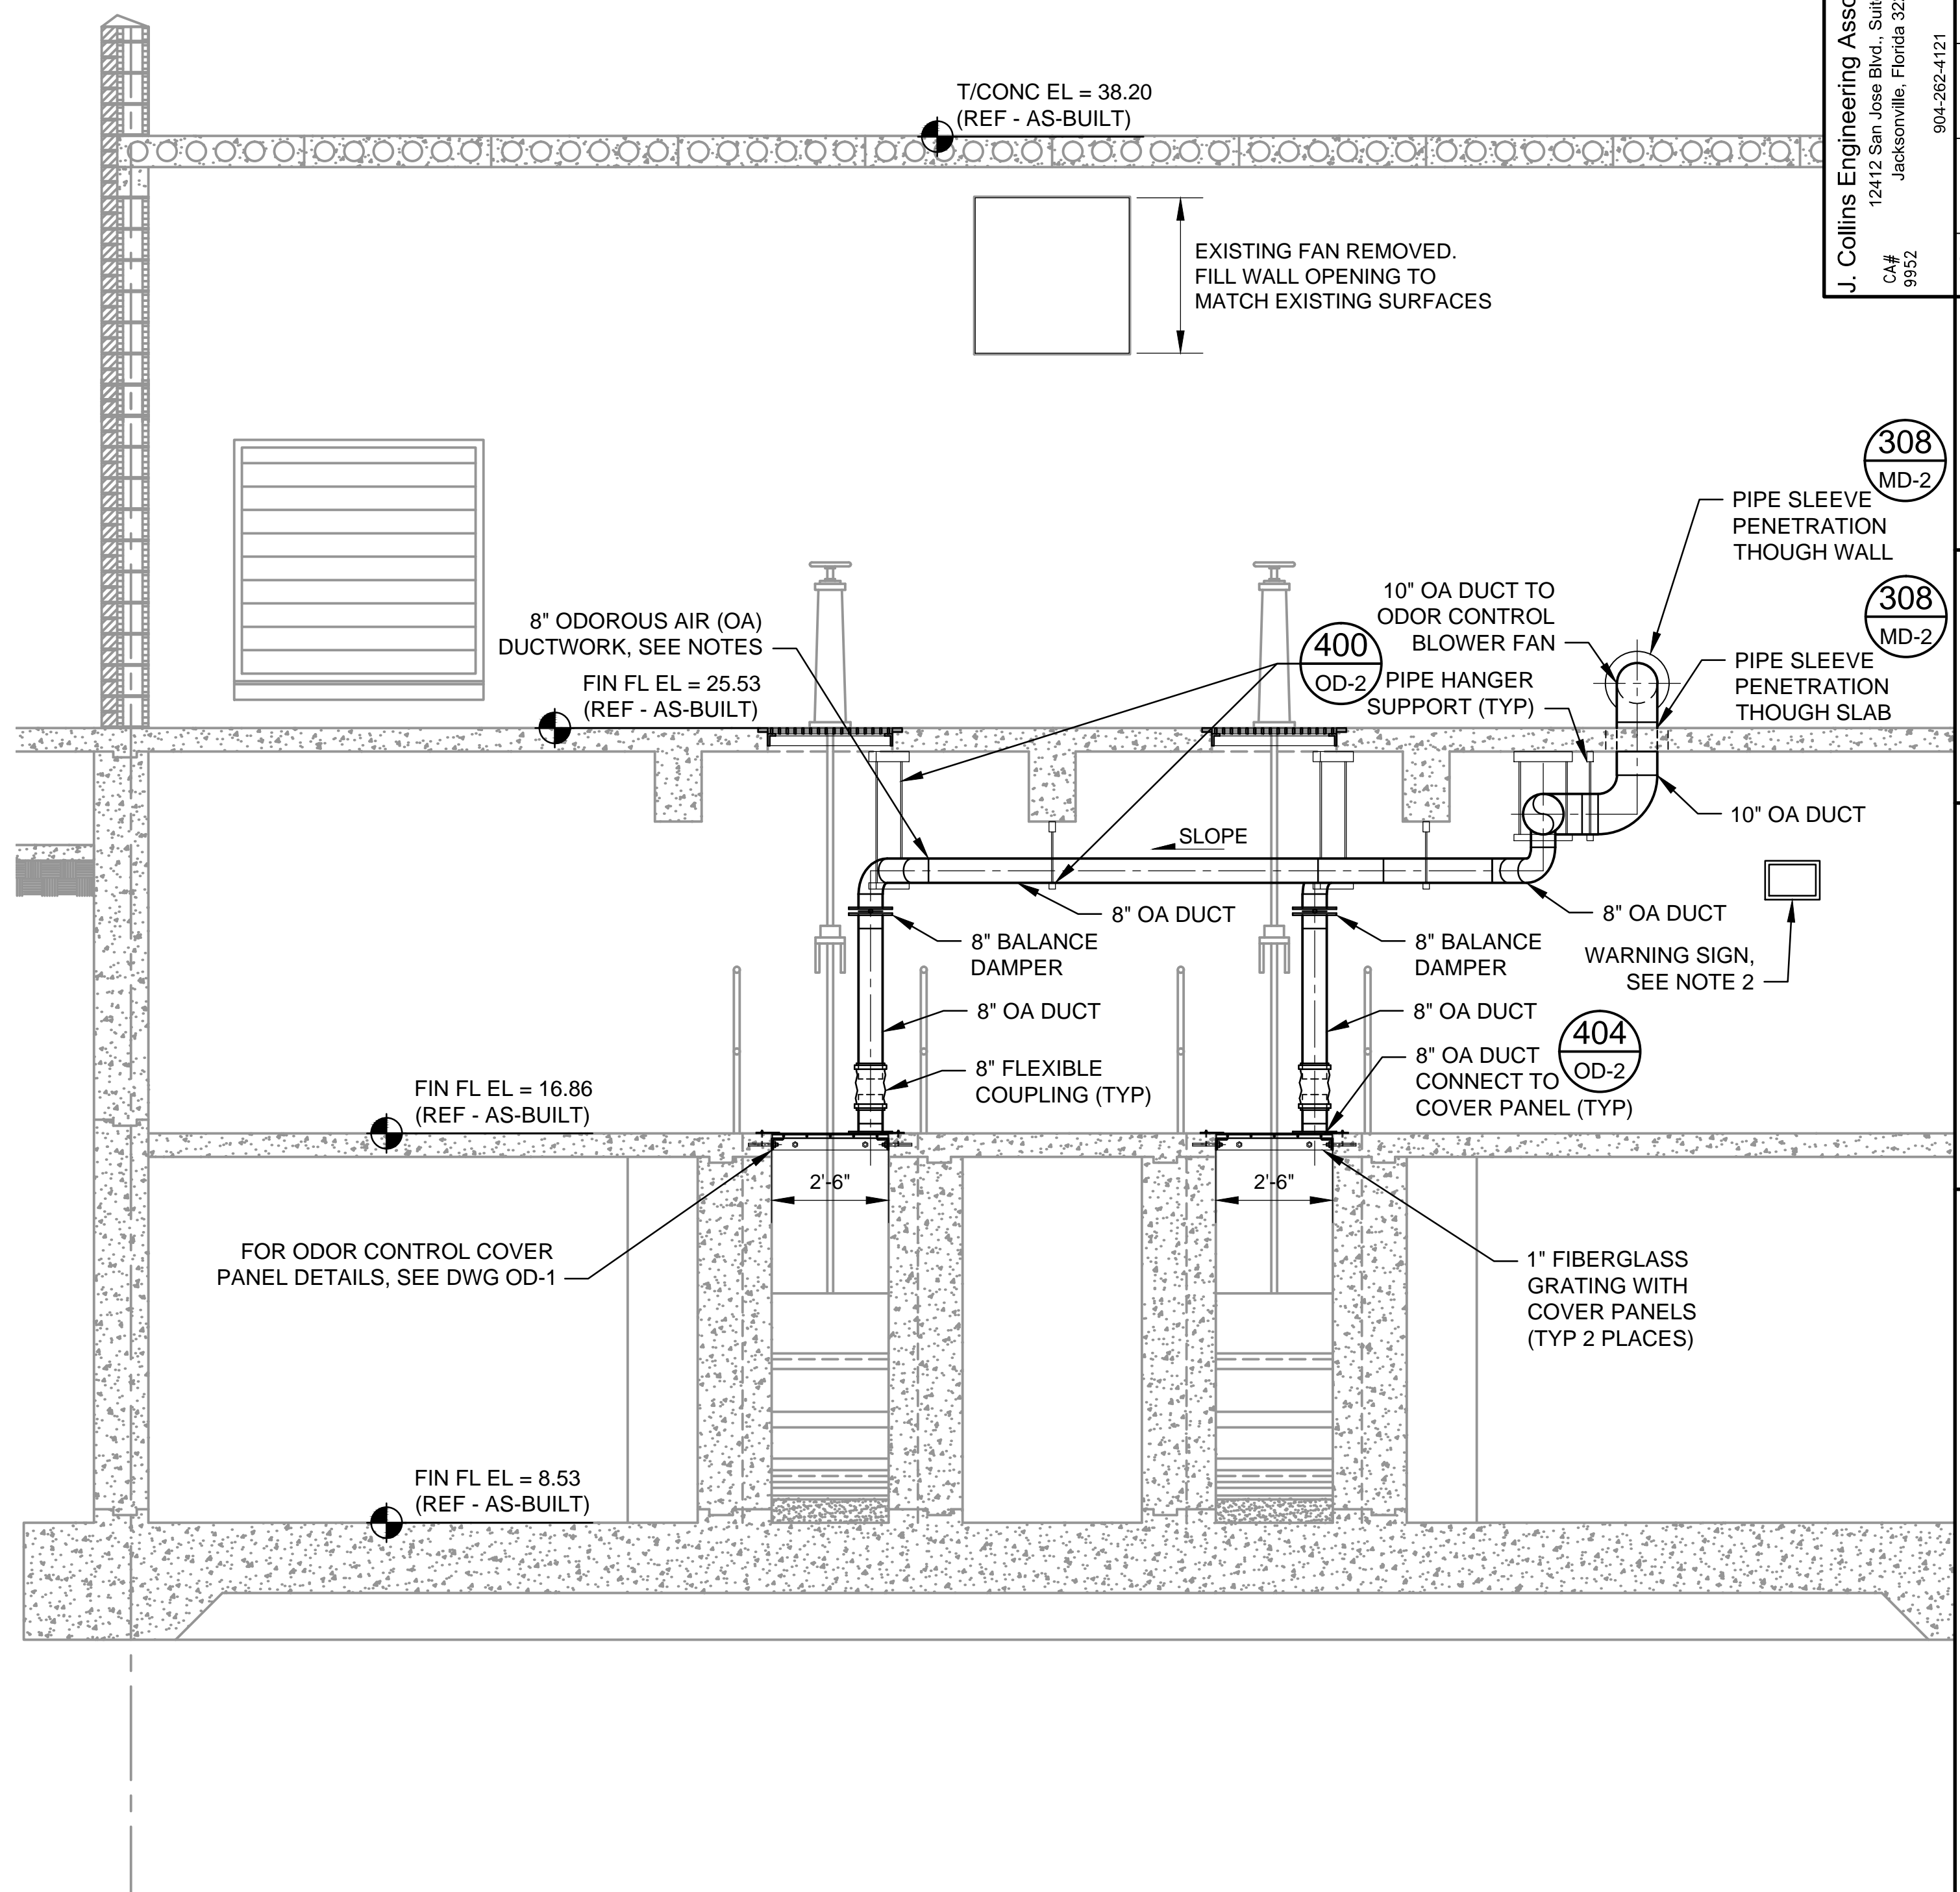 T/CONC EL = 38.20
(REF - AS-BUILT)
J. Collins Engineering
12412 San Jose Blvd.,
Jacksonville, Florida
CA#
9952
904-262-4121
EXISTING FAN REMOVED.
FILL WALL OPENING TO
MATCH EXISTING SURFACES
308
MD-2
PIPE SLEEVE
PENETRATION
THOUGH WALL
308
MD-2
PIPE SLEEVE
PENETRATION
THOUGH SLAB
10" OA DUCT TO
ODOR CONTROL
BLOWER FAN
8" ODOROUS AIR (OA)
DUCTWORK, SEE NOTES
400
OD-2
PIPE HANGER
SUPPORT (TYP)
FIN FL EL = 25.53
(REF - AS-BUILT)
10" OA DUCT
SLOPE
8" OA DUCT
8" OA DUCT
8" BALANCE
DAMPER
8" BALANCE
DAMPER
WARNING SIGN,
SEE NOTE 2
8" OA DUCT
8" OA DUCT
404
OD-2
8" OA DUCT
CONNECT TO
COVER PANEL (TYP)
8" FLEXIBLE
COUPLING (TYP)
FIN FL EL = 16.86
(REF - AS-BUILT)
2'-6"
2'-6"
FOR ODOR CONTROL COVER
PANEL DETAILS, SEE DWG OD-1
1" FIBERGLASS
GRATING WITH
COVER PANELS
(TYP 2 PLACES)
FIN FL EL = 8.53
(REF - AS-BUILT)